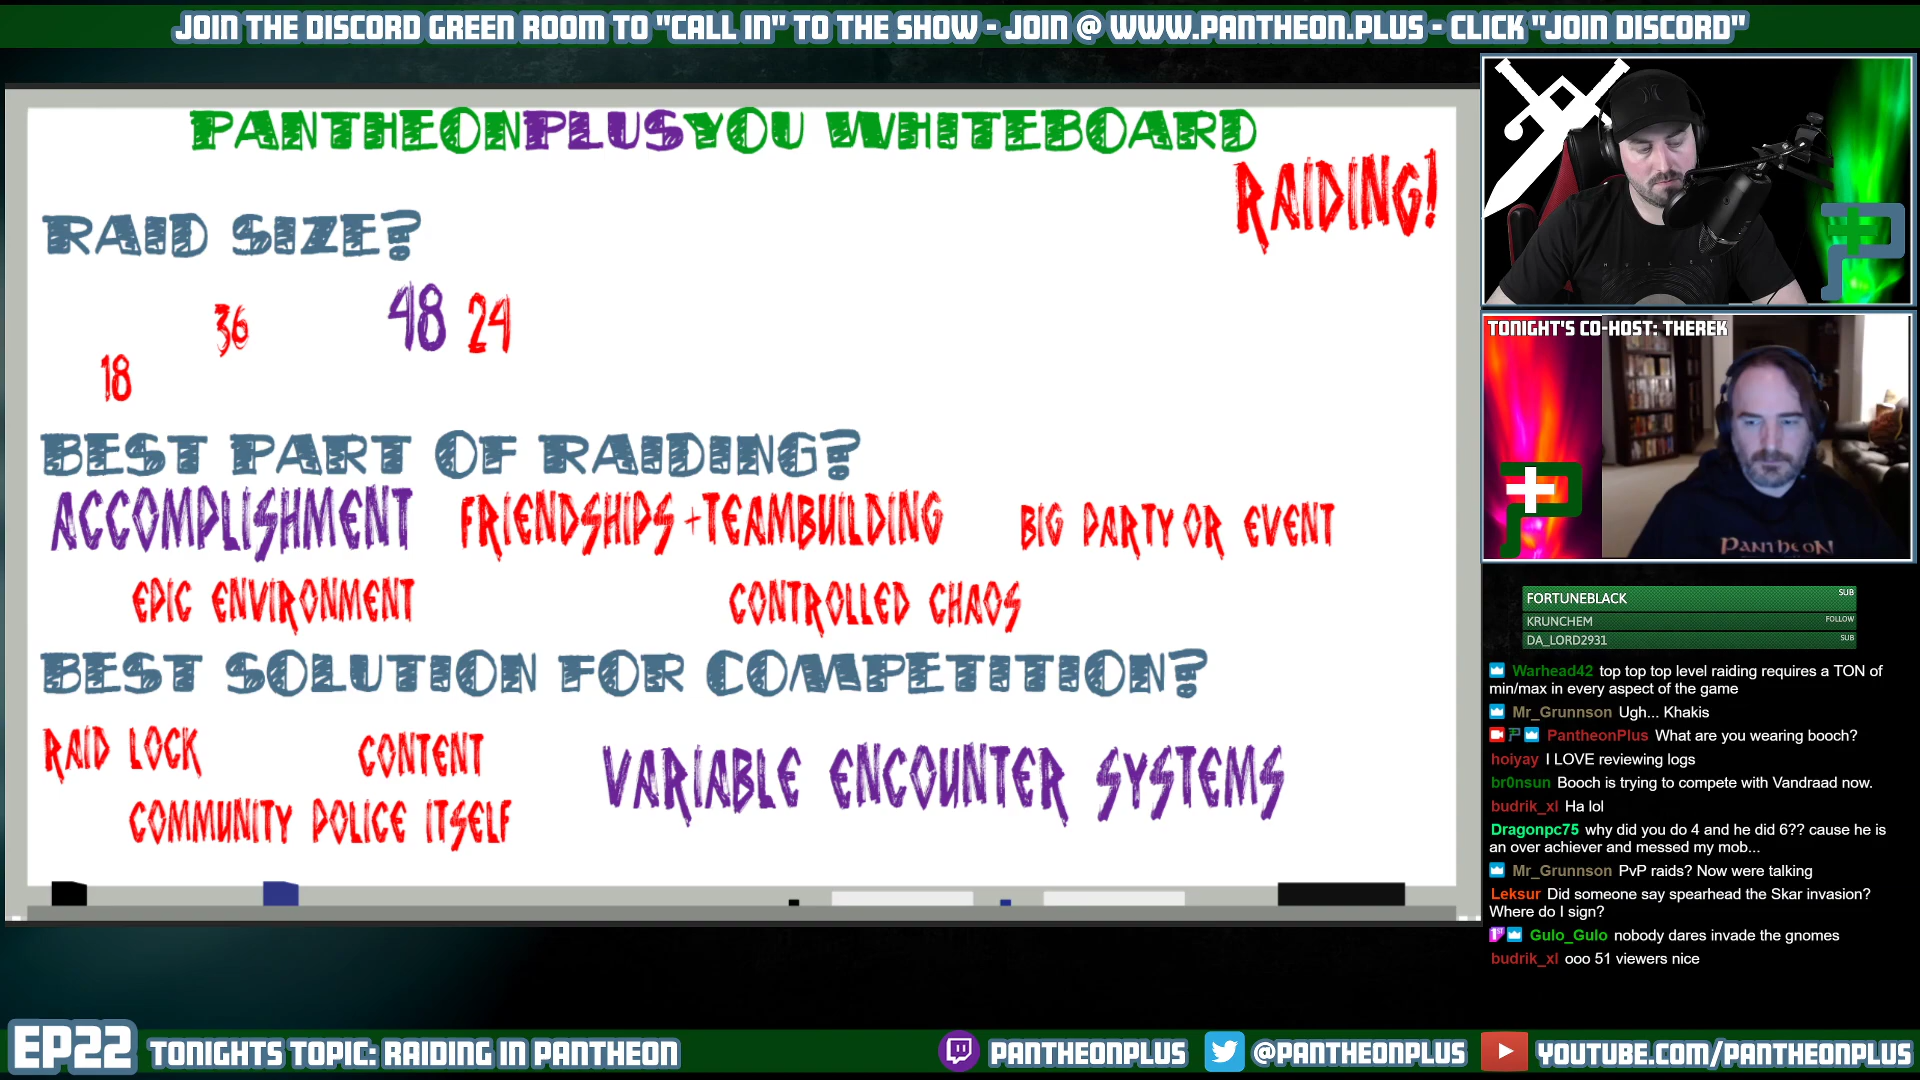 JOIN THE DISCORD GREEN ROOM TO "CALL IN" TO THE SHOW - JOIN @ WWW.PANTHEON.PLUS - CLICK "JOIN DISCORD"
PANTHEONPLUSYOU WHITEBOARD
RAIDING!
RAID SIZE?
36 48 24
18
BEST PART OF RAIDING?
ACCOMPLISHMENT FRIENDSHIPS+TEAMBUILDING BIG PARTY OR EVENT
EPIC ENVIRONMENT CONTROLLED CHAOS
BEST SOLUTION FOR COMPETITION?
RAID LOCK CONTENT VARIABLE ENCOUNTER SYSTEMS
COMMUNITY POLICE ITSELF
HURLEY
TONIGHT'S CO-HOST: THEREK
PANTHEON
FORTUNEBLACK SUB
KRUNCHEM FOLLOW
DA_LORD2931 SUB
Warhead42 top top top level raiding requires a TON of
min/max in every aspect of the game
Mr_Grunnson Ugh... Khakis
PantheonPlus What are you wearing booch?
hoiyay I LOVE reviewing logs
br0nsun Booch is trying to compete with Vandraad now.
budrik_xl Ha lol
Dragonpc75 why did you do 4 and he did 6?? cause he is
an over achiever and messed my mob...
Mr_Grunnson PvP raids? Now were talking
Leksur Did someone say spearhead the Skar invasion?
Where do I sign?
Gulo_Gulo nobody dares invade the gnomes
budrik_xl ooo 51 viewers nice
EP22 TONIGHTS TOPIC: RAIDING IN PANTHEON PANTHEONPLUS @PANTHEONPLUS YOUTUBE.COM/PANTHEONPLUS